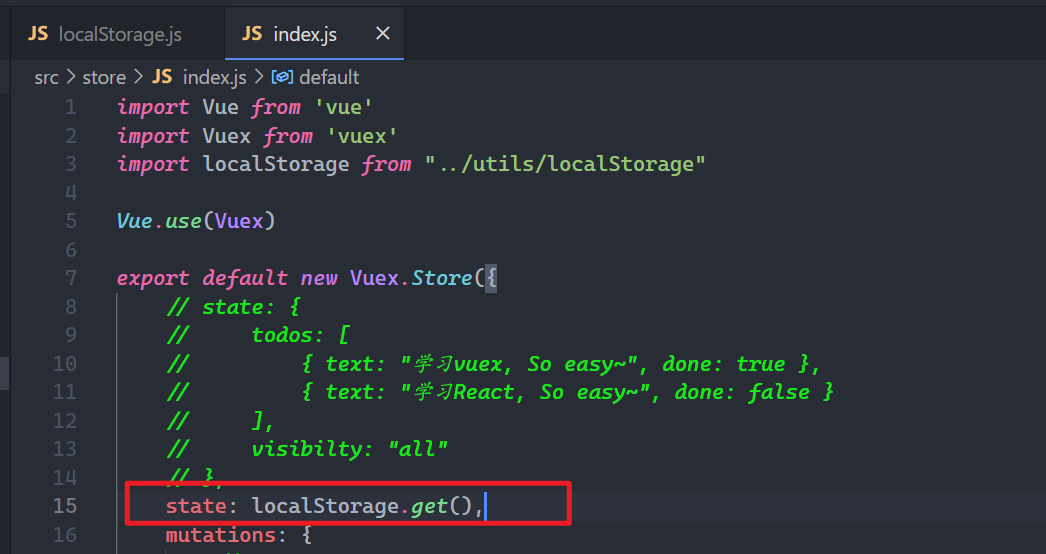 JS localStorage.js JS index.js ×
src > store > JS index.js > default
1 import Vue from 'vue'
2 import Vuex from 'vuex'
3 import localStorage from "../utils/localStorage"
4
5 Vue.use(Vuex)
6
7 export default new Vuex.Store({
8 // state: {
9 // todos: [
10 // { text: "学习vuex, So easy~", done: true },
11 // { text: "学习React, So easy~", done: false }
12 // ],
13 // visibilty: "all"
14 // },
15 state: localStorage.get(),
16 mutations: {